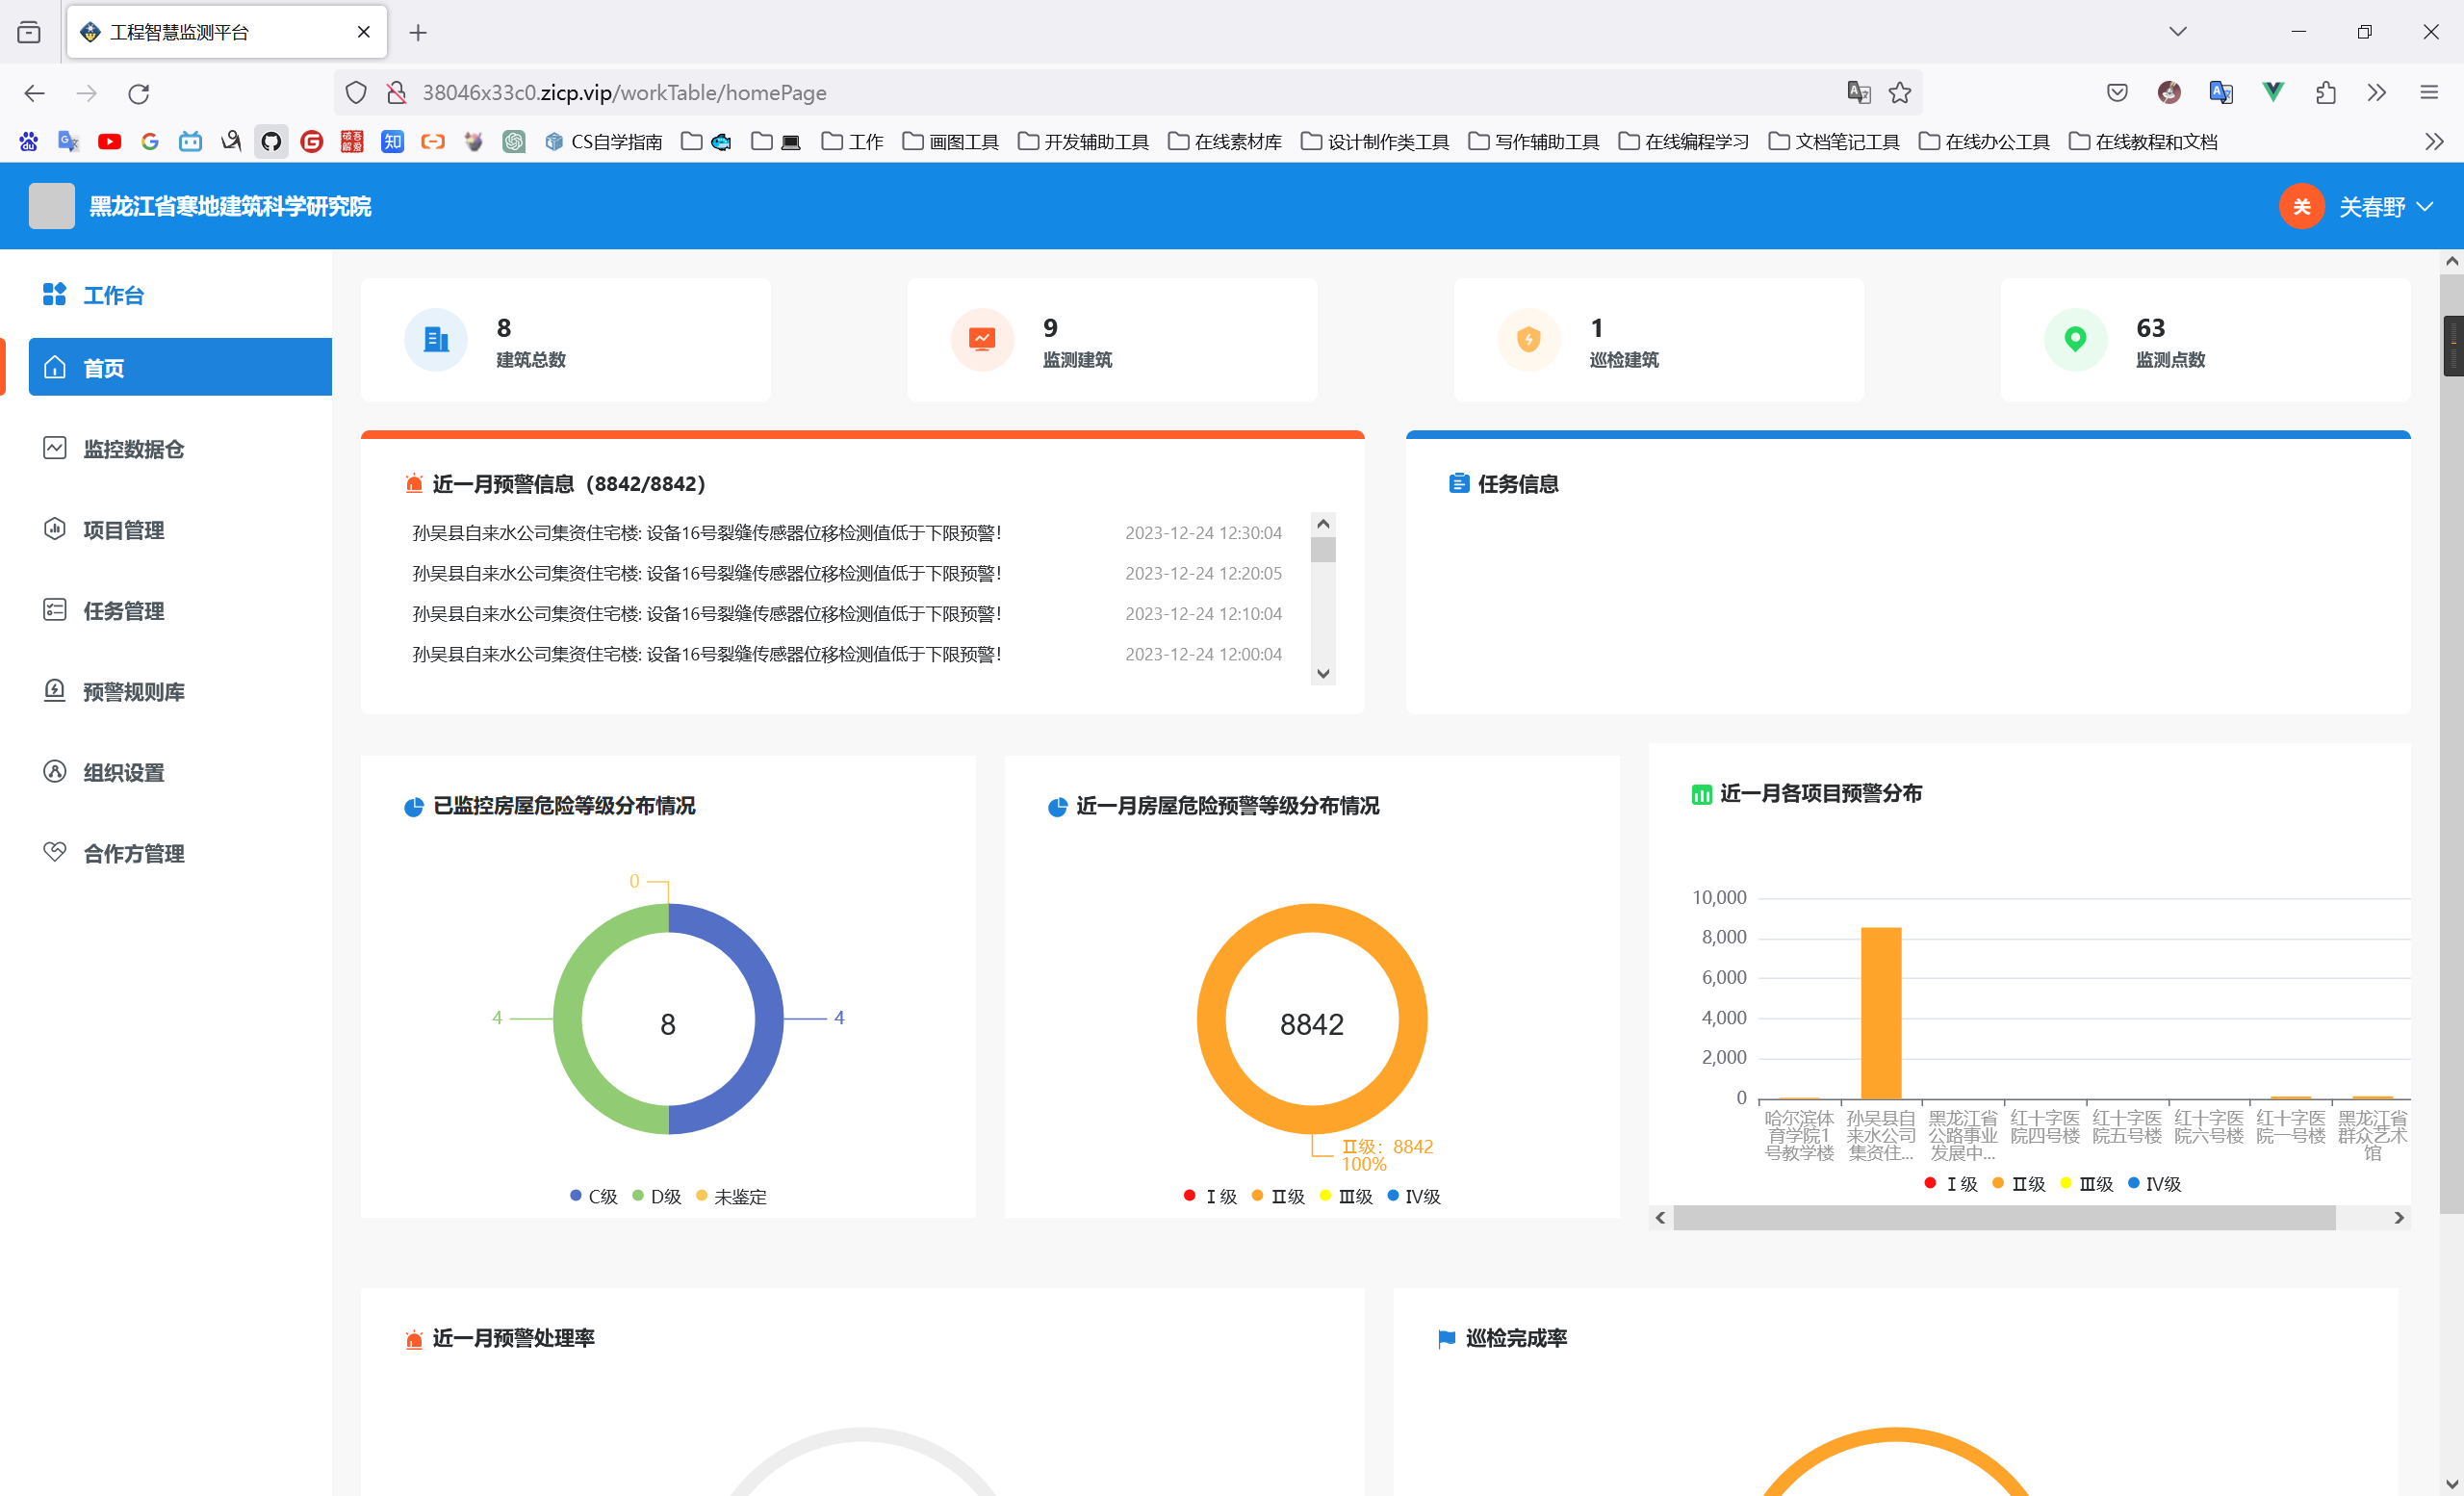 工程智慧监测平台
38046x33c0.zicp.vip/workTable/homePage
CS自学指南 工作 画图工具 开发辅助工具 在线素材库 设计制作类工具 写作辅助工具 在线编程学习 文档笔记工具 在线办公工具 在线教程和文档
黑龙江省寒地建筑科学研究院
关 关春野
工作台
首页
监控数据仓
项目管理
任务管理
预警规则库
组织设置
合作方管理
8
建筑总数
9
监测建筑
1
巡检建筑
63
监测点数
近一月预警信息（8842/8842）
孙吴县自来水公司集资住宅楼: 设备16号裂缝传感器位移检测值低于下限预警! 2023-12-24 12:30:04
孙吴县自来水公司集资住宅楼: 设备16号裂缝传感器位移检测值低于下限预警! 2023-12-24 12:20:05
孙吴县自来水公司集资住宅楼: 设备16号裂缝传感器位移检测值低于下限预警! 2023-12-24 12:10:04
孙吴县自来水公司集资住宅楼: 设备16号裂缝传感器位移检测值低于下限预警! 2023-12-24 12:00:04
任务信息
已监控房屋危险等级分布情况
0
4
8
4
C级 D级 未鉴定
近一月房屋危险预警等级分布情况
8842
Ⅱ级: 8842
100%
Ⅰ级 Ⅱ级 Ⅲ级 Ⅳ级
近一月各项目预警分布
10,000
8,000
6,000
4,000
2,000
0
哈尔滨体
育学院1
号教学楼
孙吴县自
来水公司
集资住...
黑龙江省
公路事业
发展中...
红十字医
院四号楼
红十字医
院五号楼
红十字医
院六号楼
红十字医
院一号楼
黑龙江省
群众艺术
馆
Ⅰ级 Ⅱ级 Ⅲ级 Ⅳ级
近一月预警处理率
巡检完成率